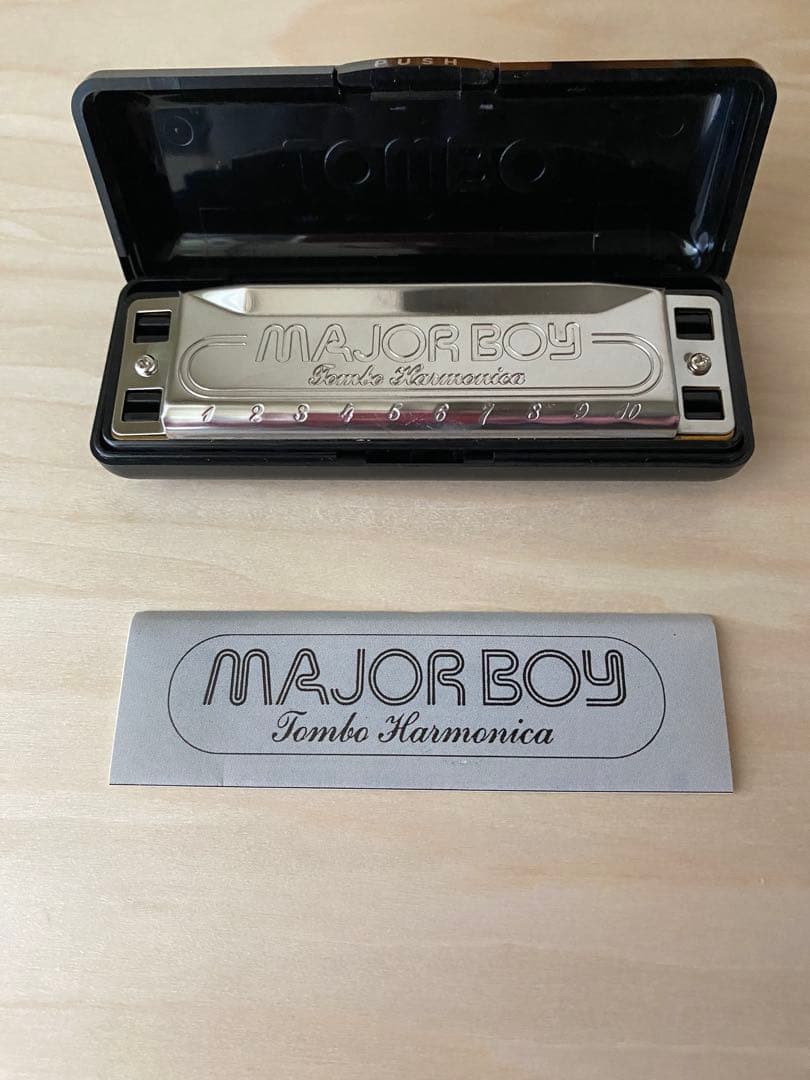 PUSH
TOMBO
MAJOR BOY
Tombo Harmonica
1 2 3 4 5 6 7 8 9 10
MAJOR BOY
Tombo Harmonica